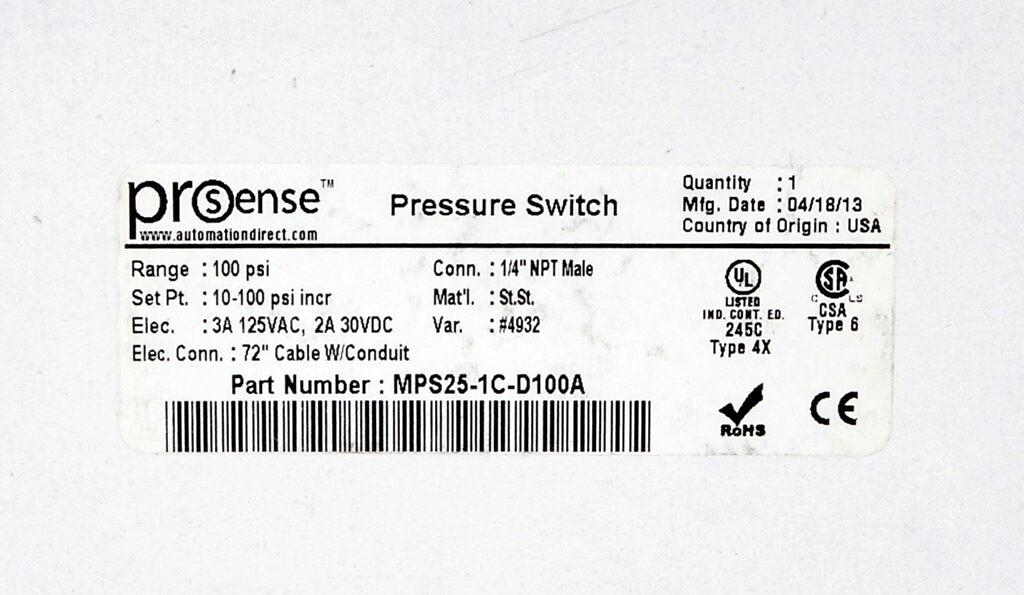 prosense™
www.automationdirect.com
Pressure Switch
Quantity : 1
Mfg. Date : 04/18/13
Country of Origin : USA
Range : 100 psi
Set Pt. : 10-100 psi incr
Elec. : 3A 125VAC, 2A 30VDC
Elec. Conn. : 72" Cable W/Conduit
Conn. : 1/4" NPT Male
Mat'l. : St.St.
Var. : #4932
UL
LISTED
IND. CONT. EQ.
245C
Type 4X
SA
C US
CSA
Type 6
Part Number : MPS25-1C-D100A
RoHS
CE